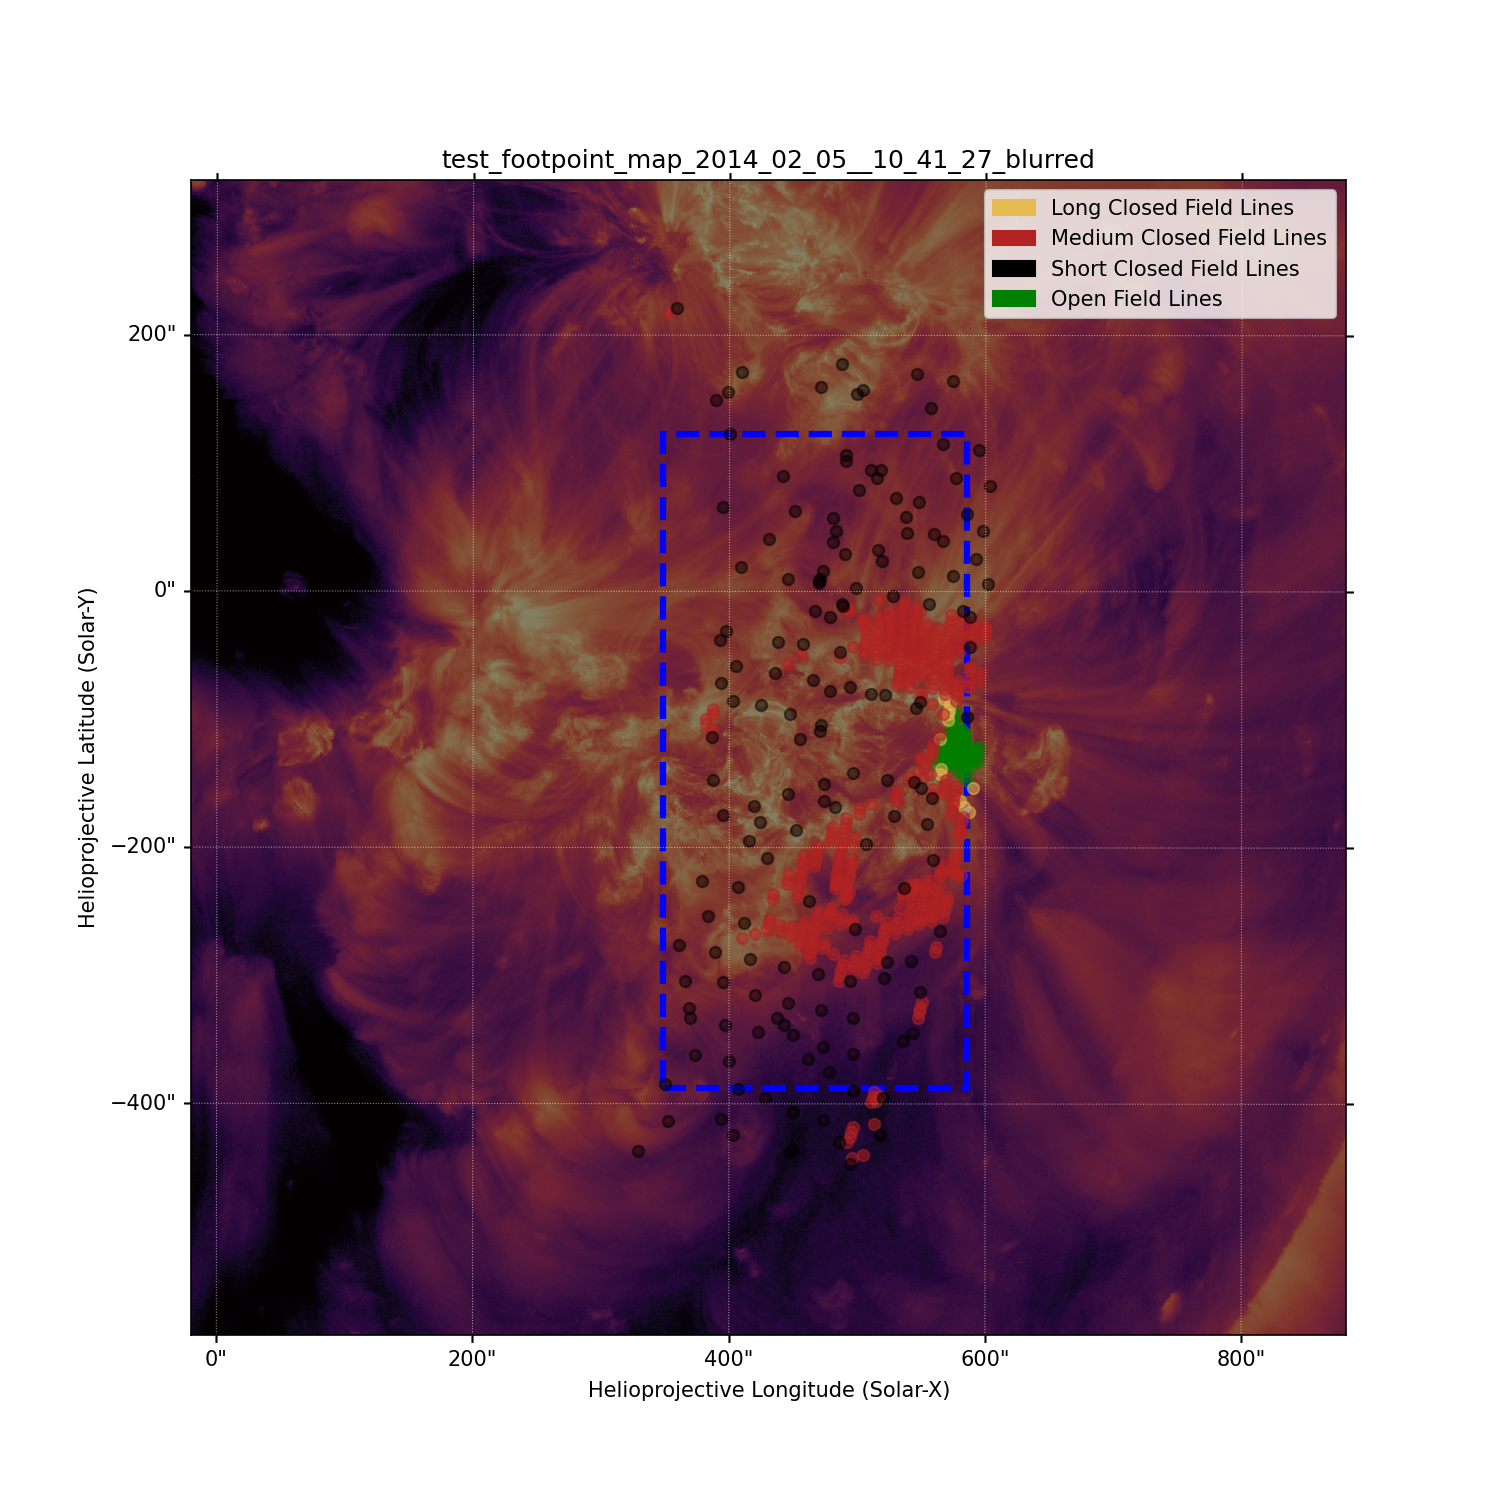 test_footpoint_map_2014_02_05__10_41_27_blurred
Long Closed Field Lines
Medium Closed Field Lines
Short Closed Field Lines
Open Field Lines
200"
0"
−200"
−400"
Helioprojective Latitude (Solar-Y)
0"
200"
400"
600"
800"
Helioprojective Longitude (Solar-X)